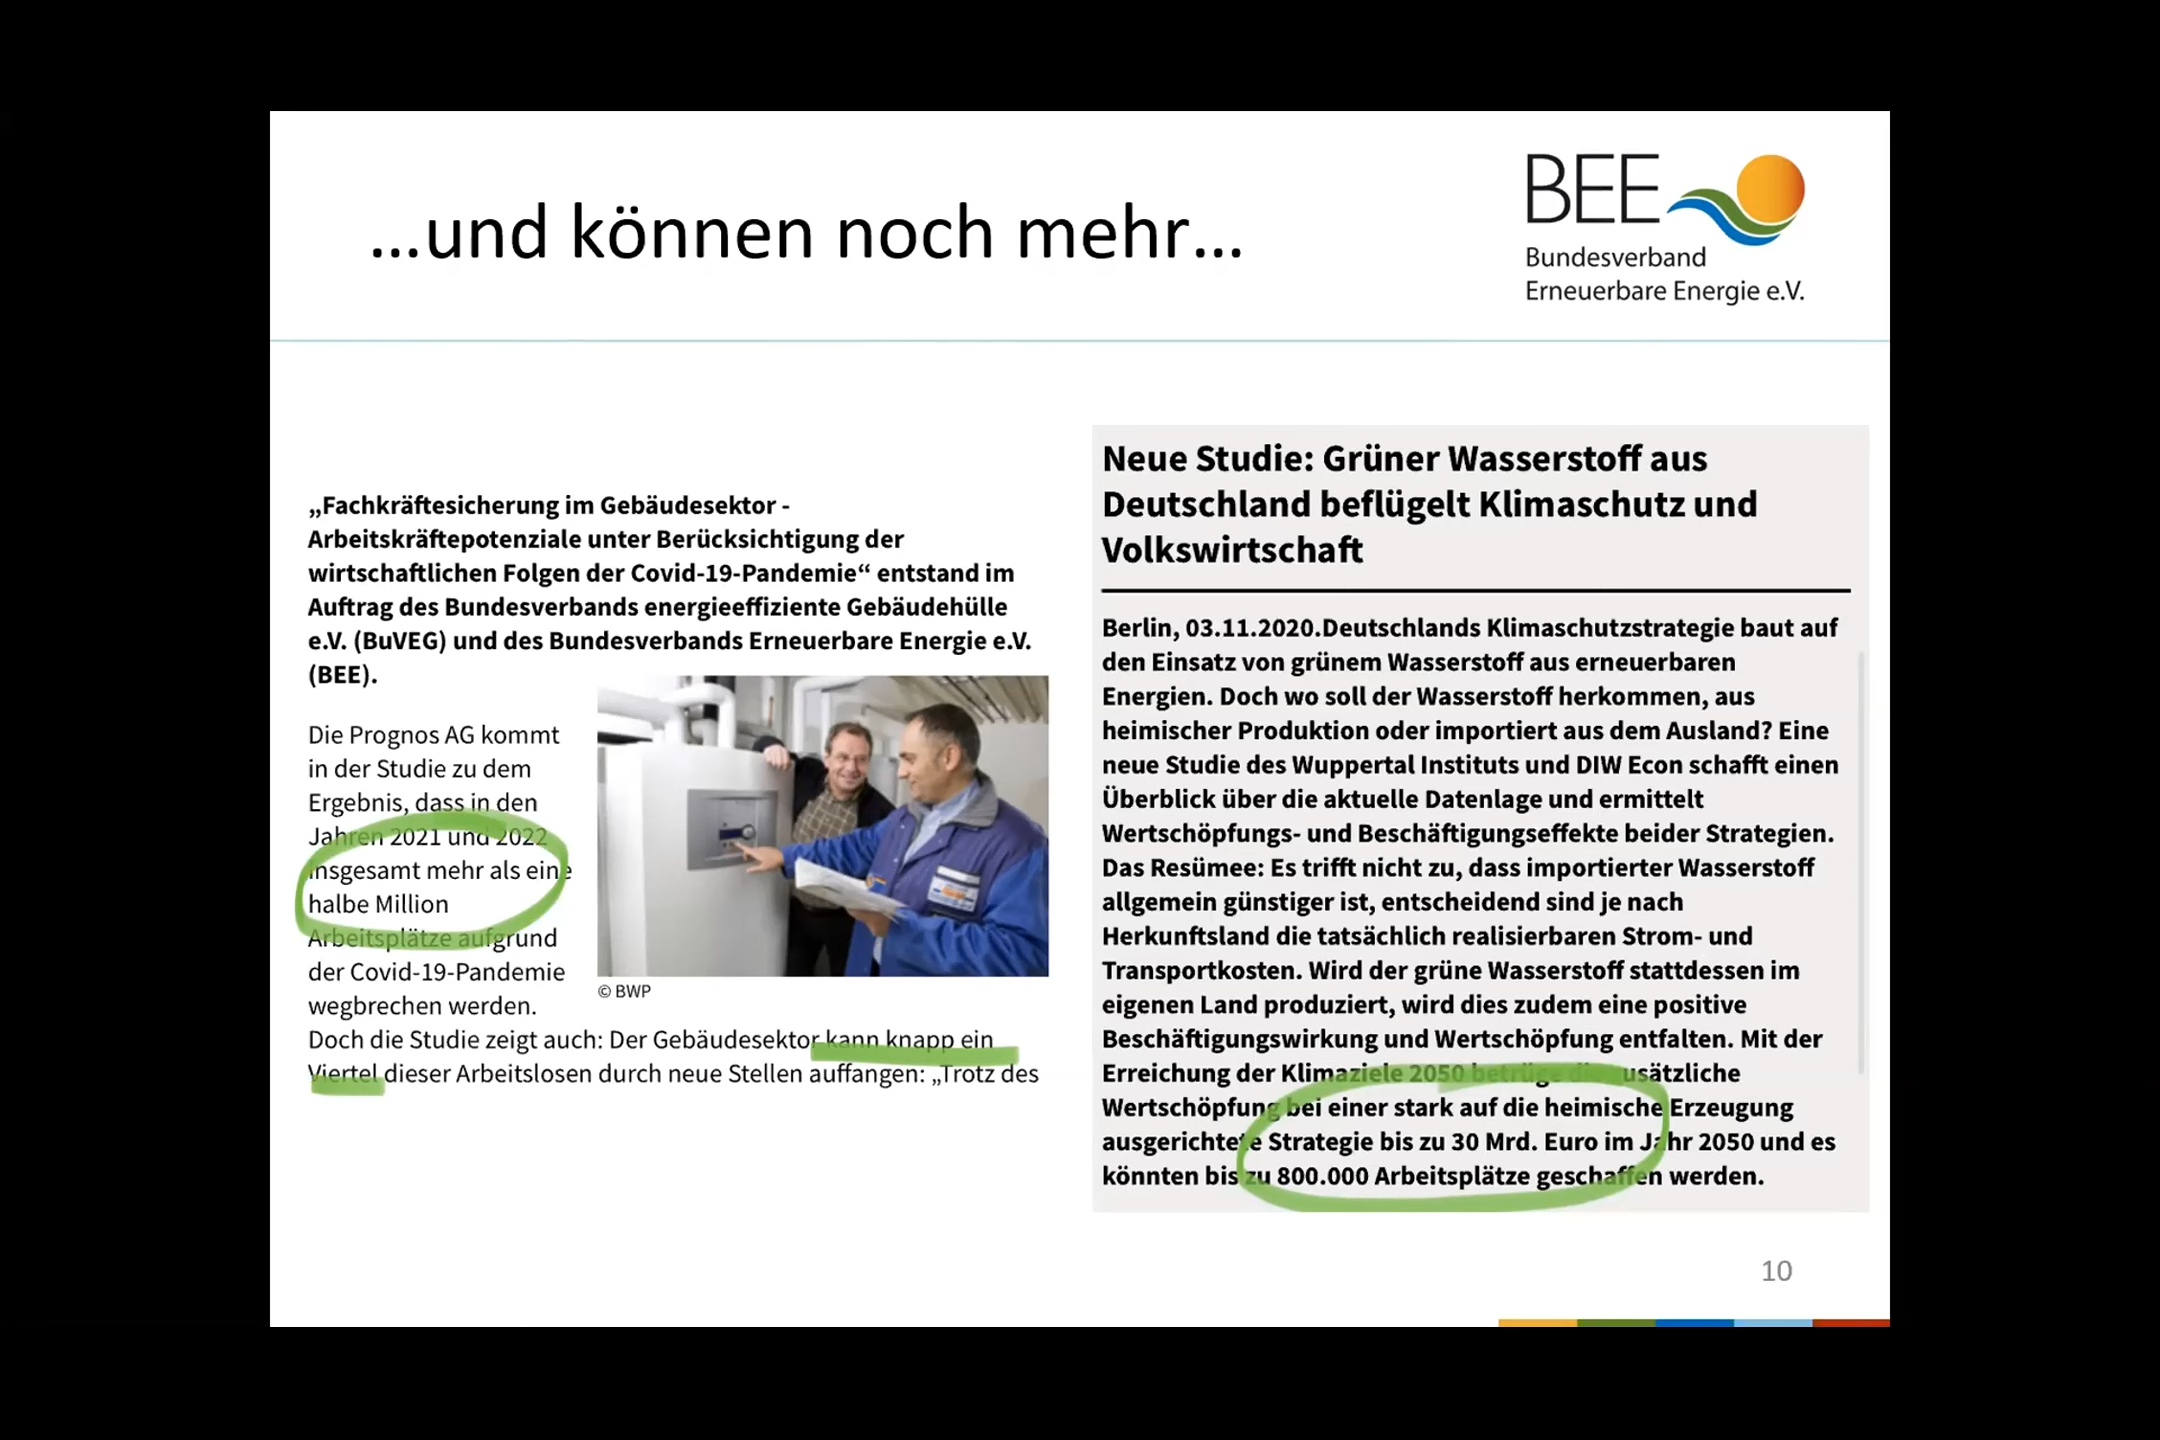 ...und können noch mehr...
BEE
Bundesverband
Erneuerbare Energie e.V.
„Fachkräftesicherung im Gebäudesektor -
Arbeitskräftepotenziale unter Berücksichtigung der
wirtschaftlichen Folgen der Covid-19-Pandemie“ entstand im
Auftrag des Bundesverbands energieeffiziente Gebäudehülle
e.V. (BuVEG) und des Bundesverbands Erneuerbare Energie e.V.
(BEE).
Die Prognos AG kommt
in der Studie zu dem
Ergebnis, dass in den
Jahren 2021 und 2022
insgesamt mehr als eine
halbe Million
Arbeitsplätze aufgrund
der Covid-19-Pandemie
wegbrechen werden.
© BWP
Doch die Studie zeigt auch: Der Gebäudesektor kann knapp ein
Viertel dieser Arbeitslosen durch neue Stellen auffangen: „Trotz des
Neue Studie: Grüner Wasserstoff aus
Deutschland beflügelt Klimaschutz und
Volkswirtschaft
Berlin, 03.11.2020.Deutschlands Klimaschutzstrategie baut auf
den Einsatz von grünem Wasserstoff aus erneuerbaren
Energien. Doch wo soll der Wasserstoff herkommen, aus
heimischer Produktion oder importiert aus dem Ausland? Eine
neue Studie des Wuppertal Instituts und DIW Econ schafft einen
Überblick über die aktuelle Datenlage und ermittelt
Wertschöpfungs- und Beschäftigungseffekte beider Strategien.
Das Resümee: Es trifft nicht zu, dass importierter Wasserstoff
allgemein günstiger ist, entscheidend sind je nach
Herkunftsland die tatsächlich realisierbaren Strom- und
Transportkosten. Wird der grüne Wasserstoff stattdessen im
eigenen Land produziert, wird dies zudem eine positive
Beschäftigungswirkung und Wertschöpfung entfalten. Mit der
Erreichung der Klimaziele 2050 betrüge die zusätzliche
Wertschöpfung bei einer stark auf die heimische Erzeugung
ausgerichtete Strategie bis zu 30 Mrd. Euro im Jahr 2050 und es
könnten bis zu 800.000 Arbeitsplätze geschaffen werden.
10